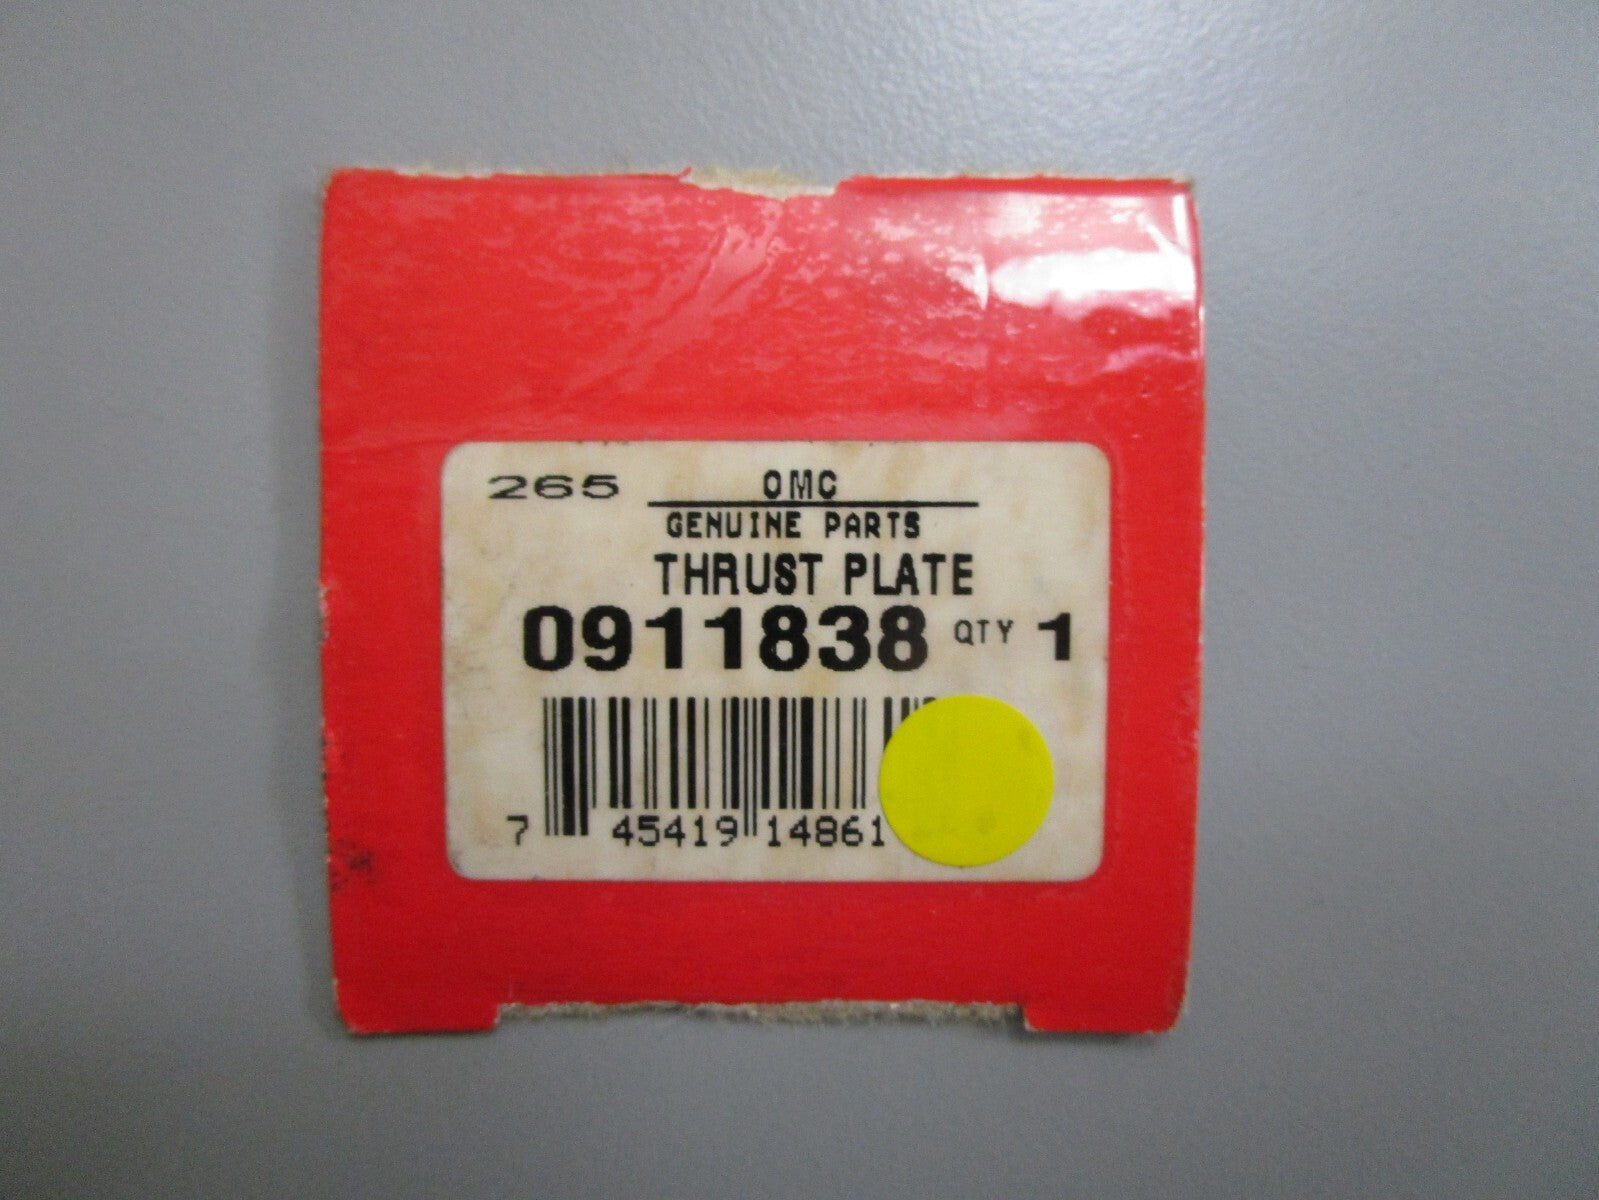 265 OMC
GENUINE PARTS
THRUST PLATE
0911838 QTY 1
7 45419 14861